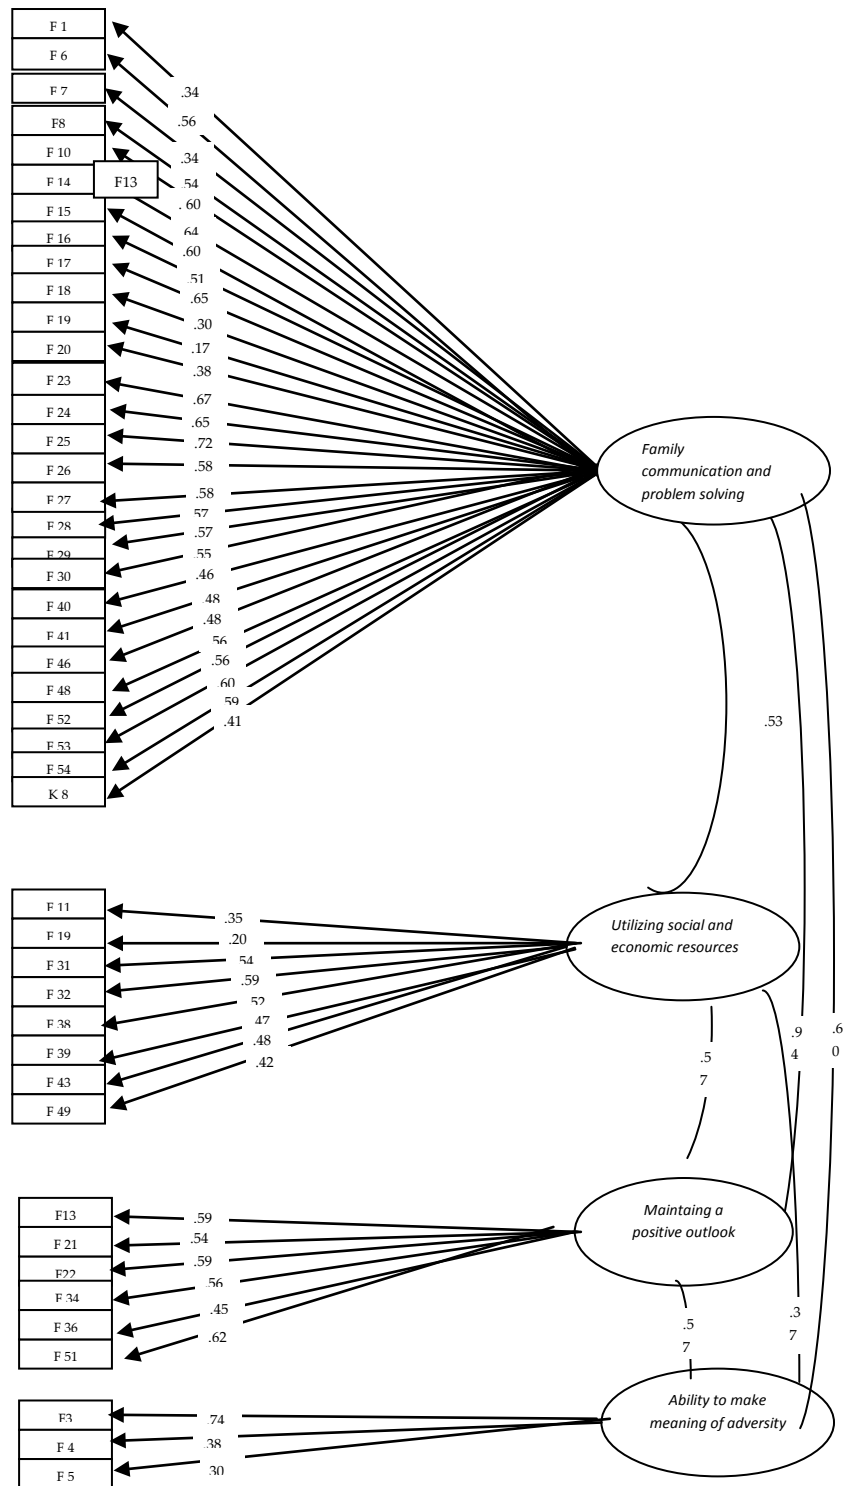 F 1
F 6
F 7
.34
F8
.56
F 10
.34
F 14
F13
.54
F 15
.60
F 16
.64
.60
F 17
.51
F 18
.65
F 19
.30
F 20
.17
.38
F 23
.67
F 24
.65
F 25
.72
F 26
.58
Family
communication and
problem solving
F 27
.58
F 28
.57
F 29
.57
.55
F 30
.46
F 40
.48
F 41
.48
F 46
.56
.56
F 48
.60
F 52
.59
.41
.53
F 53
F 54
K 8
F 11
.35
F 19
.20
Utilizing social and
economic resources
F 31
.54
F 32
.59
F 38
.52
.47
F 39
.48
F 43
.42
F 49
.5
7
.9
4
.6
0
F13
.59
Maintaing a
positive outlook
F 21
.54
F22
.59
F 34
.56
F 36
.45
F 51
.62
.5
7
.3
7
F3
.74
Ability to make
meaning of adversity
F 4
.38
F 5
.30